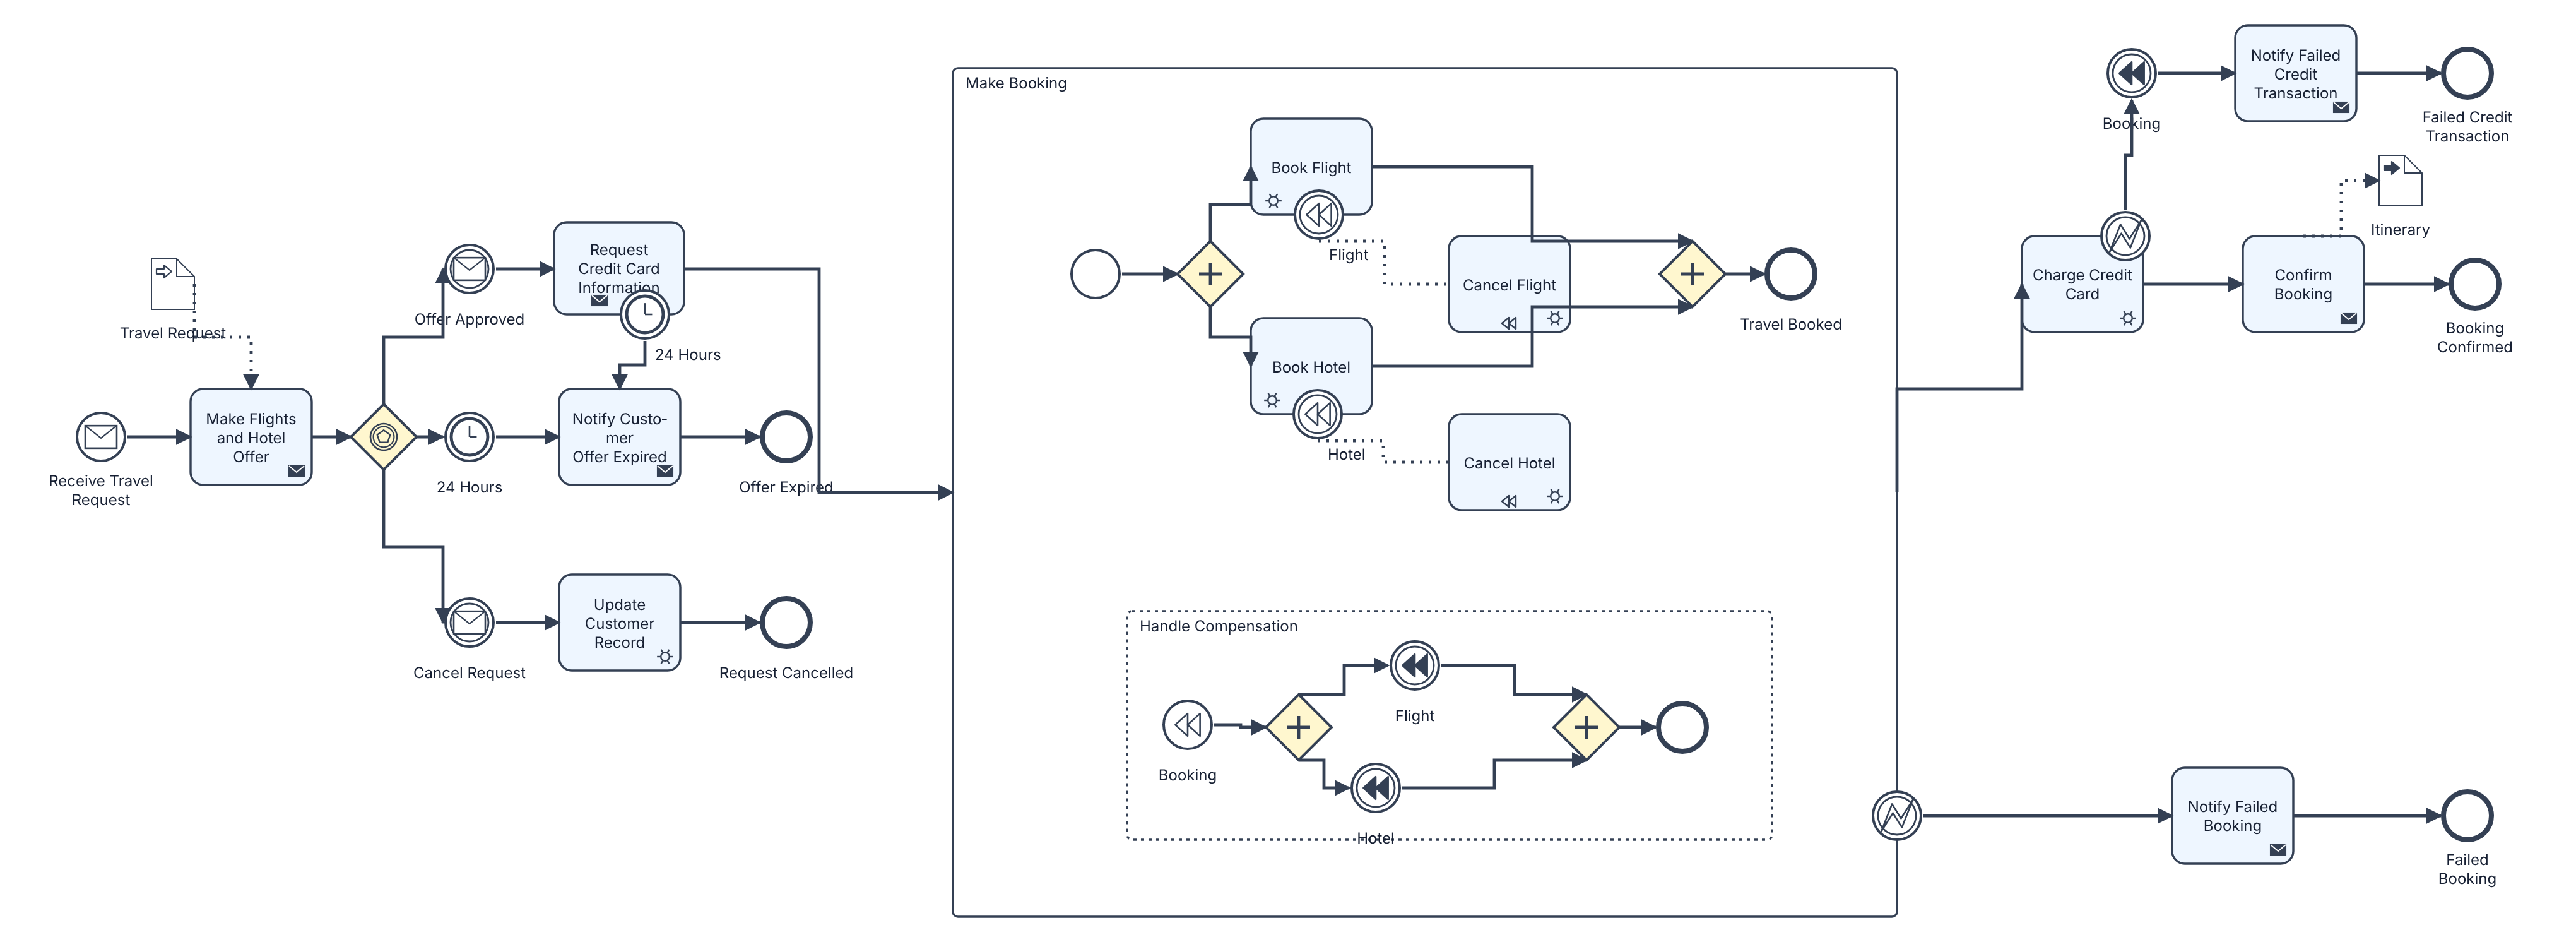 Travel Request
Receive Travel
Request
Make Flights
and Hotel
Offer
Offer Approved
Request
Credit Card
Information
24 Hours
24 Hours
Notify Custo-
mer
Offer Expired
Offer Expired
Cancel Request
Update
Customer
Record
Request Cancelled
Make Booking
Book Flight
Flight
Cancel Flight
Book Hotel
Hotel
Cancel Hotel
Travel Booked
Handle Compensation
Booking
Flight
Hotel
Booking
Notify Failed
Credit
Transaction
Failed Credit
Transaction
Itinerary
Charge Credit
Card
Confirm
Booking
Booking
Confirmed
Notify Failed
Booking
Failed
Booking